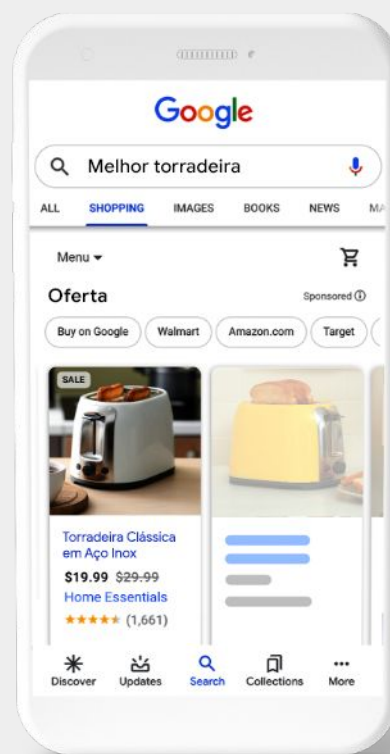 Google
Melhor torradeira
ALL SHOPPING IMAGES BOOKS NEWS MA
Menu
Oferta Sponsored
Buy on Google Walmart Amazon.com Target
SALE
Torradeira Clássica
em Aço Inox
$19.99 $29.99
Home Essentials
(1,661)
Discover Updates Search Collections More